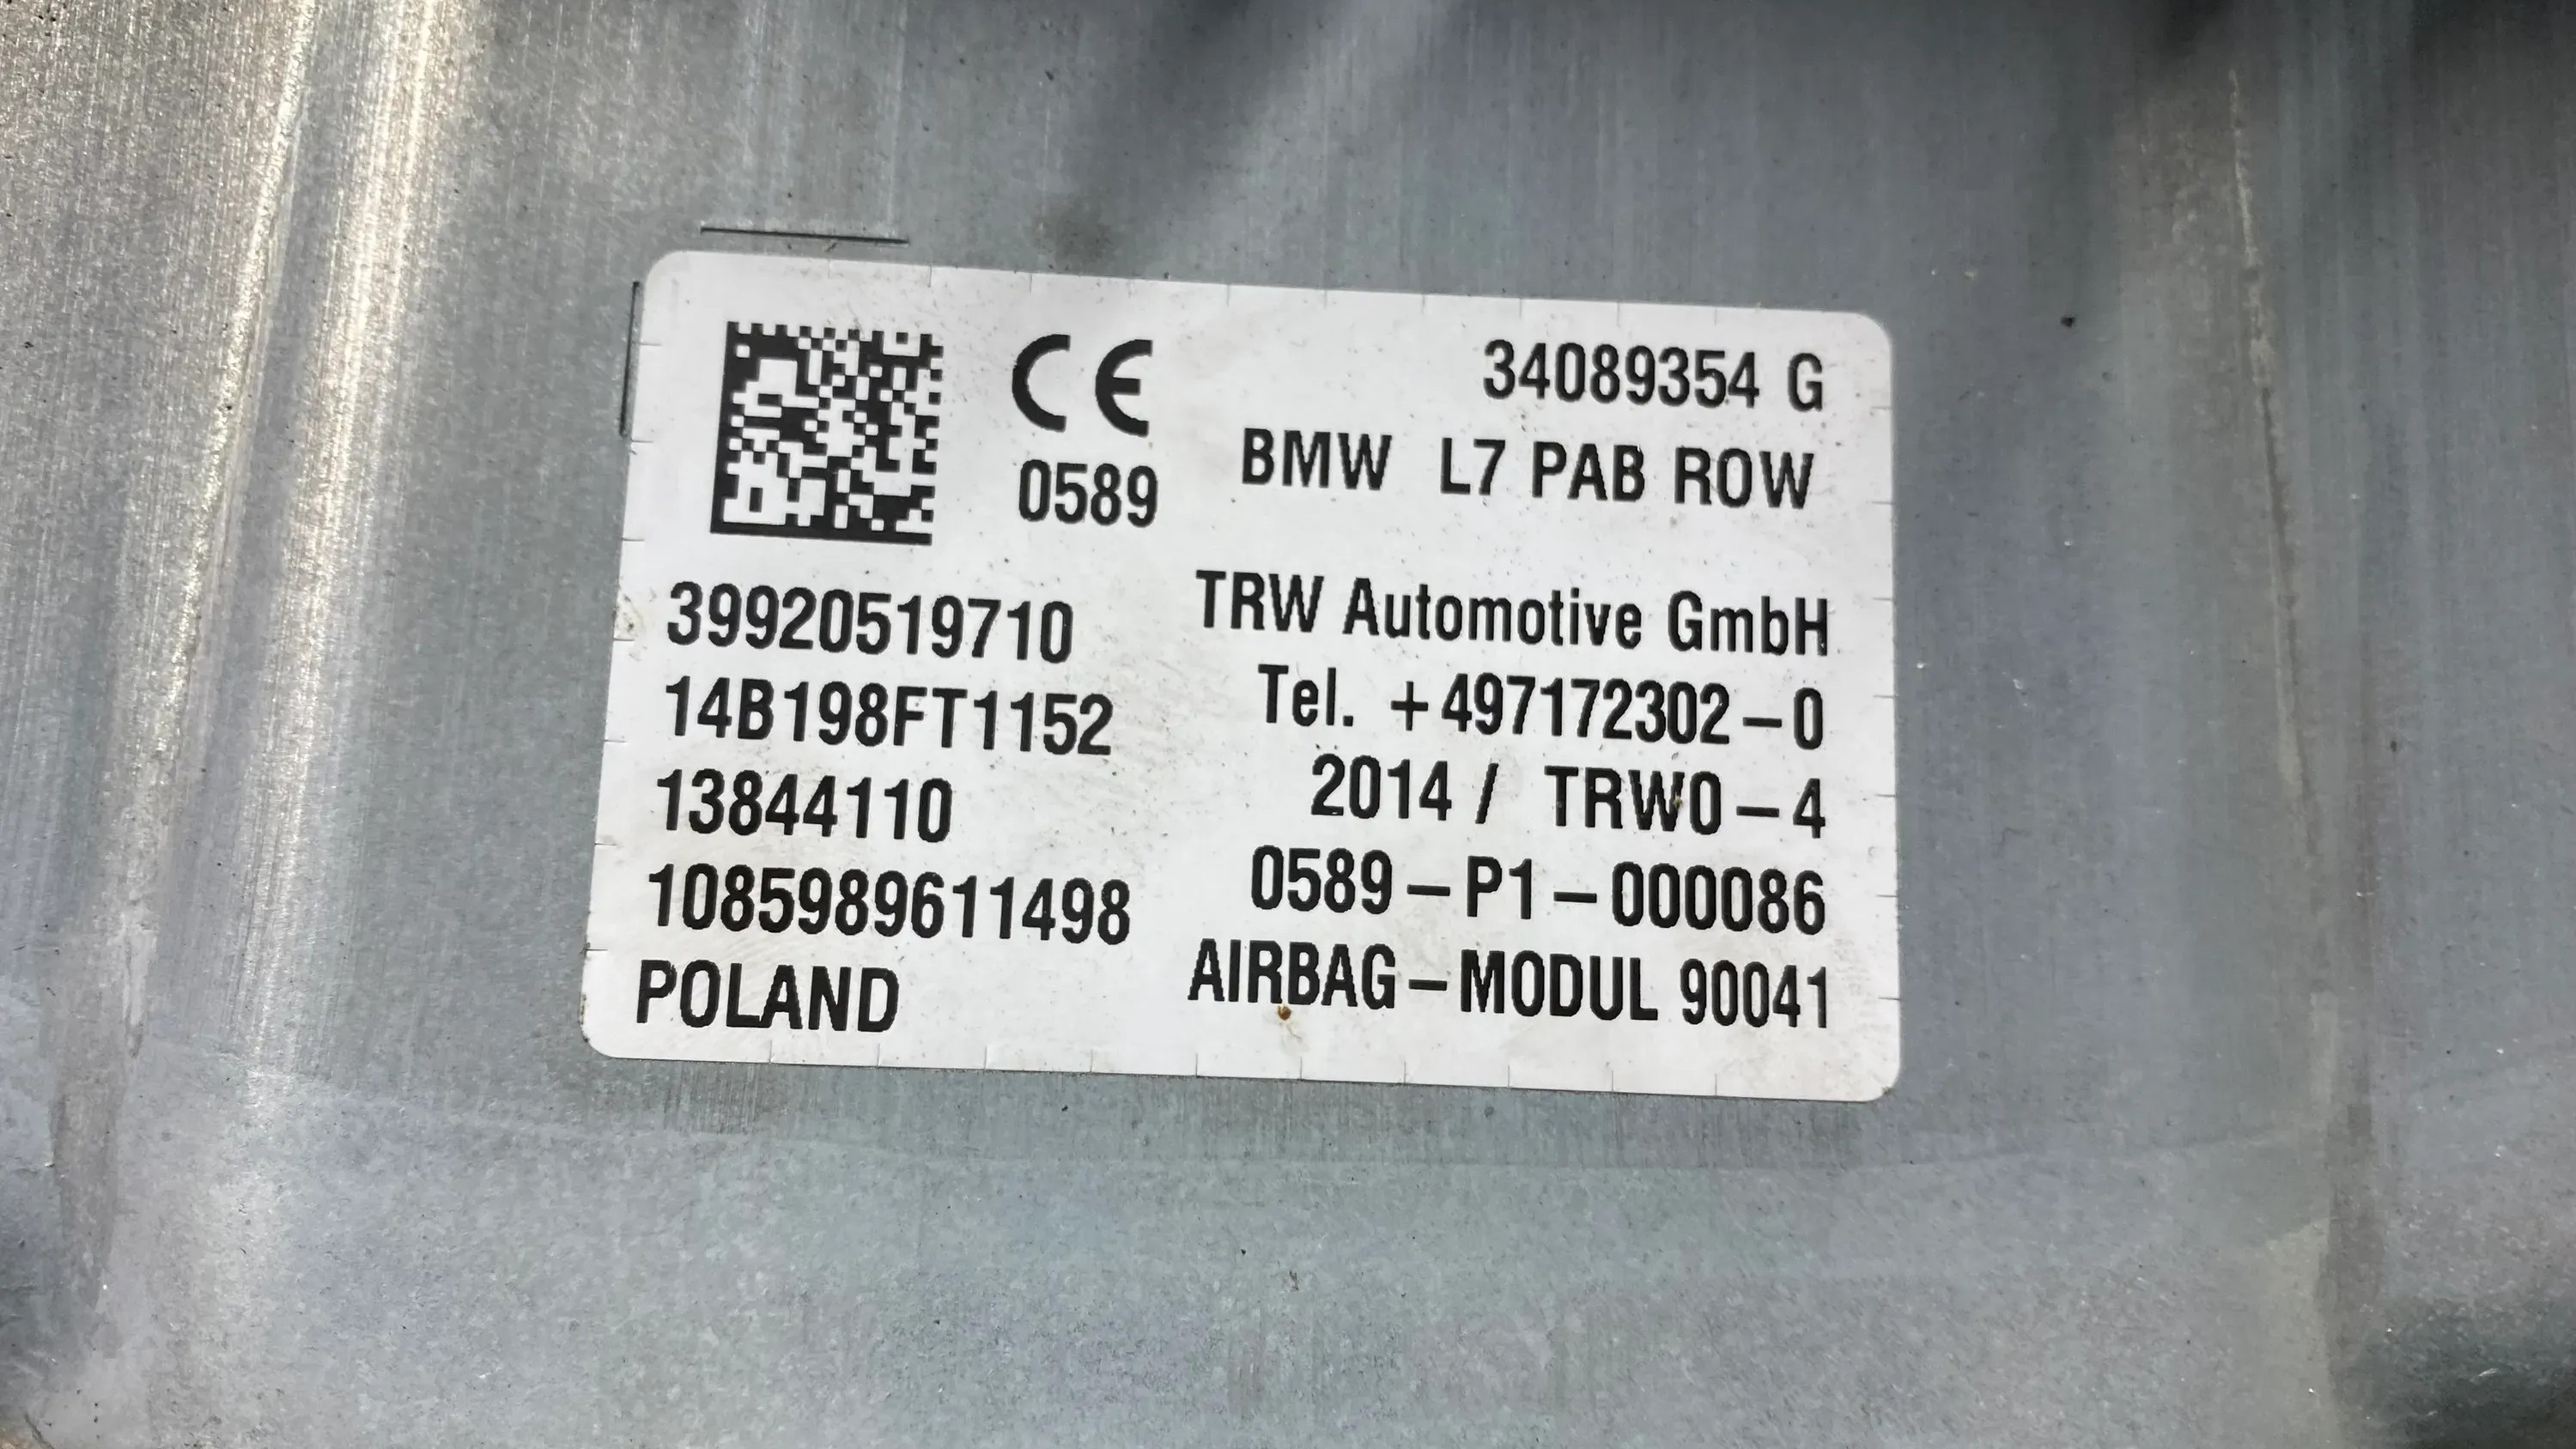 CE
0589
34089354 G
BMW L7 PAB ROW
39920519710
14B198FT1152
13844110
1085989611498
POLAND
TRW Automotive GmbH
Tel. +497172302-0
2014 / TRW0-4
0589-P1-000086
AIRBAG-MODUL 90041